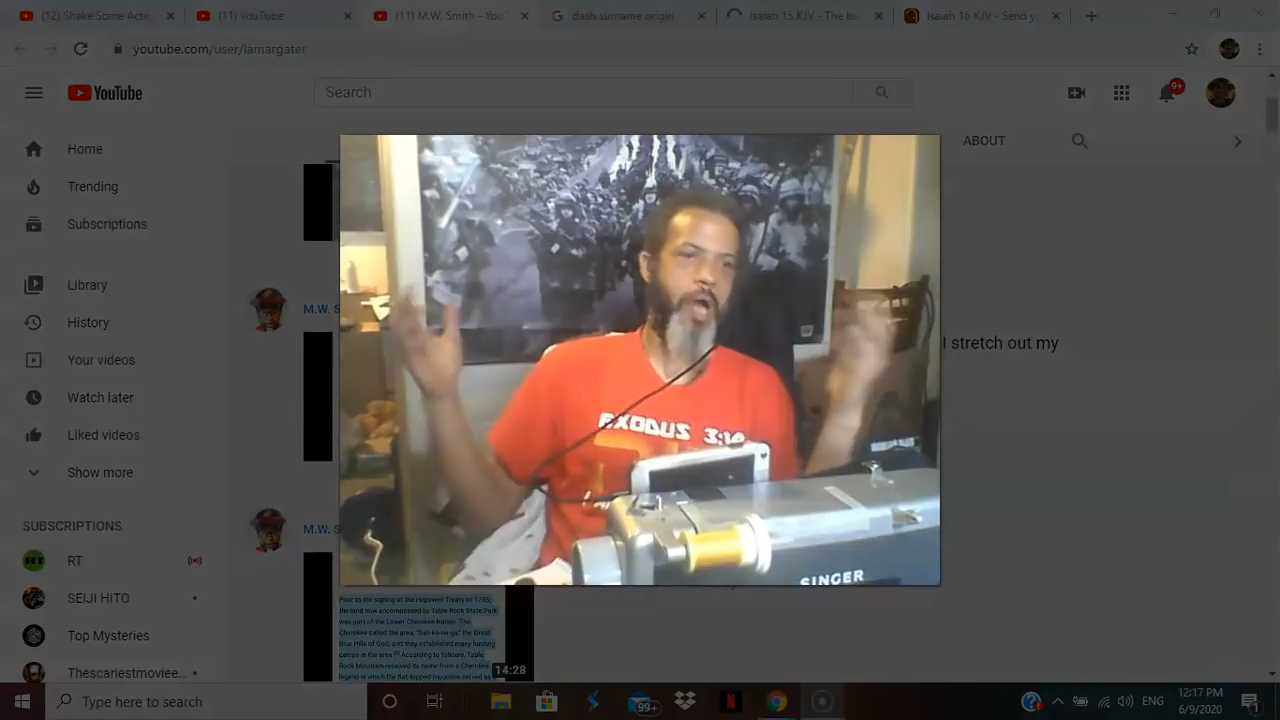 (12) Shake Some Acti
(11) YouTube
(11) M.W. Smith - You
dash surname origin
Isaiah 15 KJV - The bu
Isaiah 16 KJV - Send y
youtube.com/user/lamargater
YouTube
Search
9+
Home
ABOUT
Trending
Subscriptions
Library
M.W. S
History
I stretch out my
Your videos
Watch later
EXODUS 3:14
Liked videos
Show more
SUBSCRIPTIONS
M.W. S
RT
SINGER
SEIJI HITO
Prior to the signing of the Hopewell Treaty of 1785,
the land now encompassed by Table Rock State Park
was part of the Lower Cherokee Nation. The
Top Mysteries
Cherokee called the area, "Sah-ka-na-ga," the Great
Blue Hills of God, and they established many hunting
camps in the area. According to folklore, Table
Thescariestmoviee...
Rock Mountain received its name from a Cherokee
legend in which the flat-topped mountain served as
14:28
Type here to search
99+
N
ENG
12:17 PM
6/9/2020
1